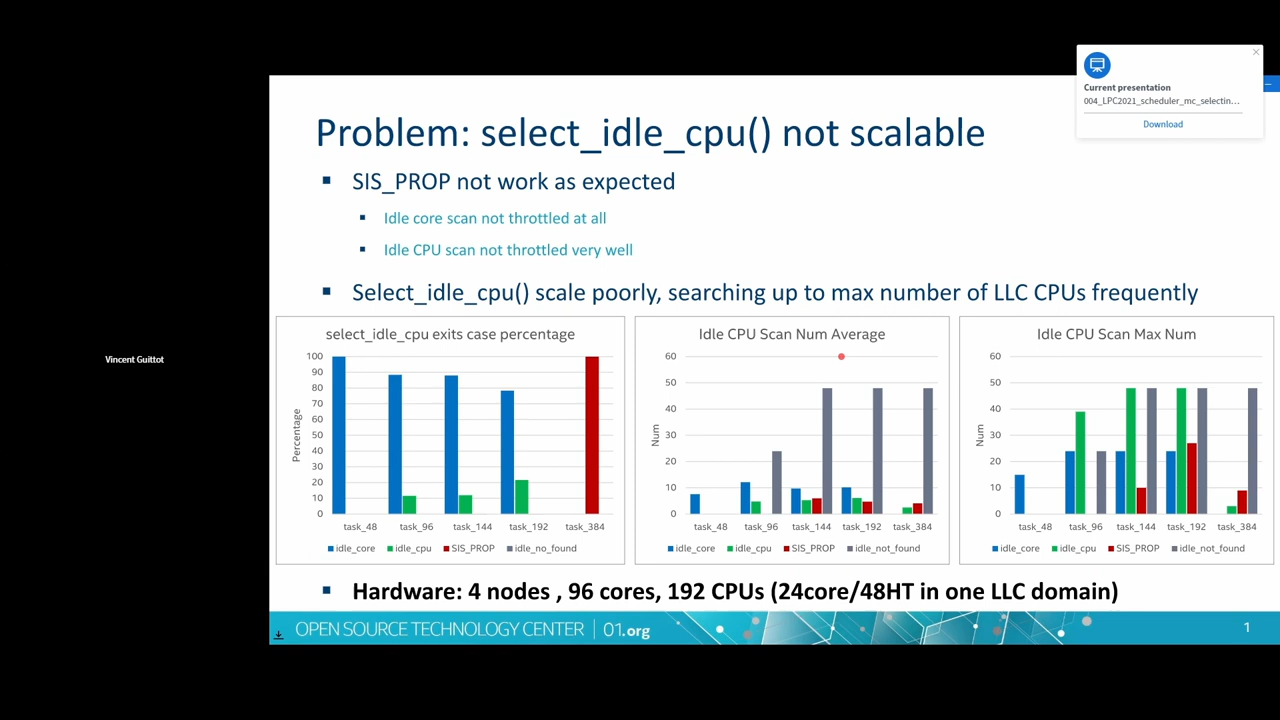 Current presentation
004_LPC2021_scheduler_mc_selectin...
Download
Problem: select_idle_cpu() not scalable
SIS_PROP not work as expected
Idle core scan not throttled at all
Idle CPU scan not throttled very well
Select_idle_cpu() scale poorly, searching up to max number of LLC CPUs frequently
Vincent Guittot
select_idle_cpu exits case percentage
100
90
80
70
60
50
40
30
20
10
0
Percentage
task_48 task_96 task_144 task_192 task_384
idle_core idle_cpu SIS_PROP idle_no_found
Idle CPU Scan Num Average
60
50
40
30
20
10
0
Num
task_48 task_96 task_144 task_192 task_384
idle_core idle_cpu SIS_PROP idle_not_found
Idle CPU Scan Max Num
60
50
40
30
20
10
0
Num
task_48 task_96 task_144 task_192 task_384
idle_core idle_cpu SIS_PROP idle_not_found
Hardware: 4 nodes , 96 cores, 192 CPUs (24core/48HT in one LLC domain)
OPEN SOURCE TECHNOLOGY CENTER | 01.org
1